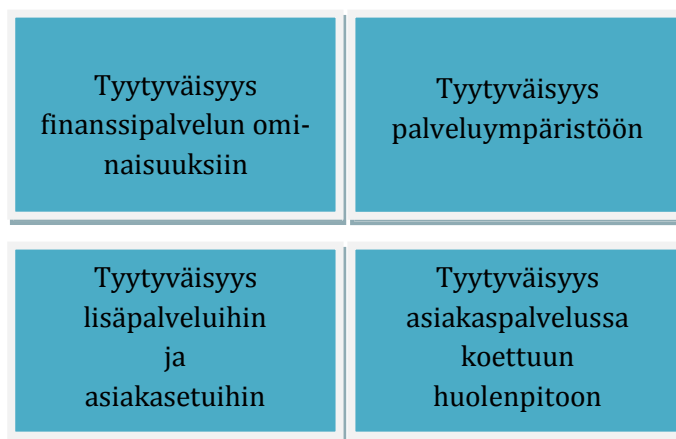 Tyytyväisyys
finanssipalvelun omi-
naisuuksiin
Tyytyväisyys
palveluympäristöön
Tyytyväisyys
lisäpalveluihin
ja
asiakasetuihin
Tyytyväisyys
asiakaspalvelussa
koettuun
huolenpitoon